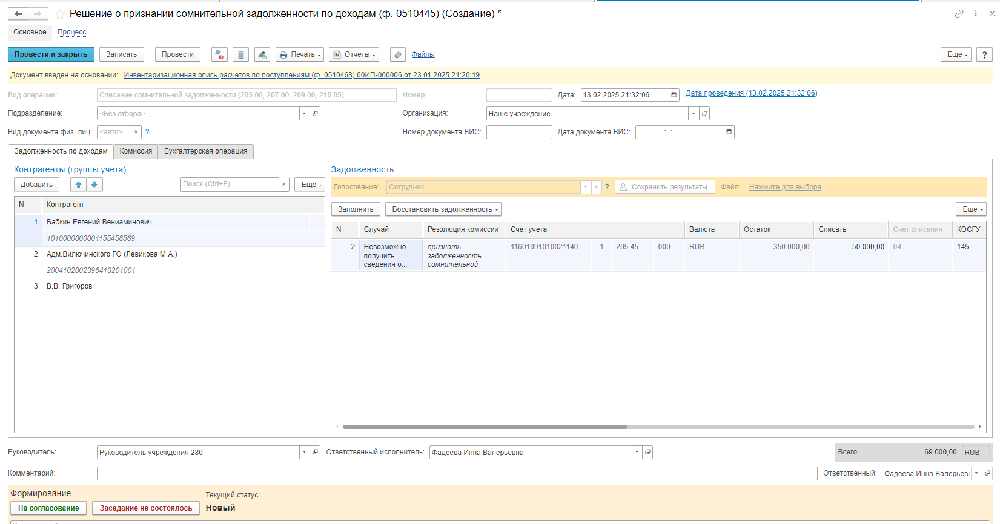 Решение о признании сомнительной задолженности по доходам (ф. 0510445) (Создание) *
Основное Процесс
Провести и закрыть Записать Провести Дт Кт Печать Отчеты Файлы Еще ?
Документ введен на основании: Инвентаризационная опись расчетов по поступлениям (ф. 0510468) 00ИП-000006 от 23.01.2025 21:20:19
Вид операции: Списание сомнительной задолженности (205.00, 207.00, 209.00, 210.05) Номер: Дата: 13.02.2025 21:32:06 Дата проведения (13.02.2025 21:32:06)
Подразделение: <Без отбора> Организация: Наше учреждение
Вид документа физ. лиц: <авто> × ? Номер документа ВИС: Дата документа ВИС: . . : :
Задолженность по доходам Комиссия Бухгалтерская операция
Контрагенты (группы учета)
Добавить Поиск (Ctrl+F) × Еще
N Контрагент
1 Бабкин Евгений Вениаминович
1010000000001155458569
2 Адм.Вилючинского ГО (Левикова М.А.)
2004102002396410201001
3 В.В. Григоров
Задолженность
Голосование: Сотрудник × ? Сохранить результаты Файл: Нажмите для выбора
Заполнить Восстановить задолженность Еще
N Случай Резолюция комиссии Счет учета Валюта Остаток Списать Счет списания КОСГУ
2 Невозможно признать 11601091010021140 1 205.45 000 RUB 350 000,00 50 000,00 04 145
получить задолженность
сведения о... сомнительной
Руководитель: Руководитель учреждения 280 Ответственный исполнитель: Фадеева Инна Валерьевна Всего: 69 000,00 RUB
Комментарий: Ответственный: Фадеева Инна Валерьевн
Формирование Текущий статус:
На согласование Заседание не состоялось Новый